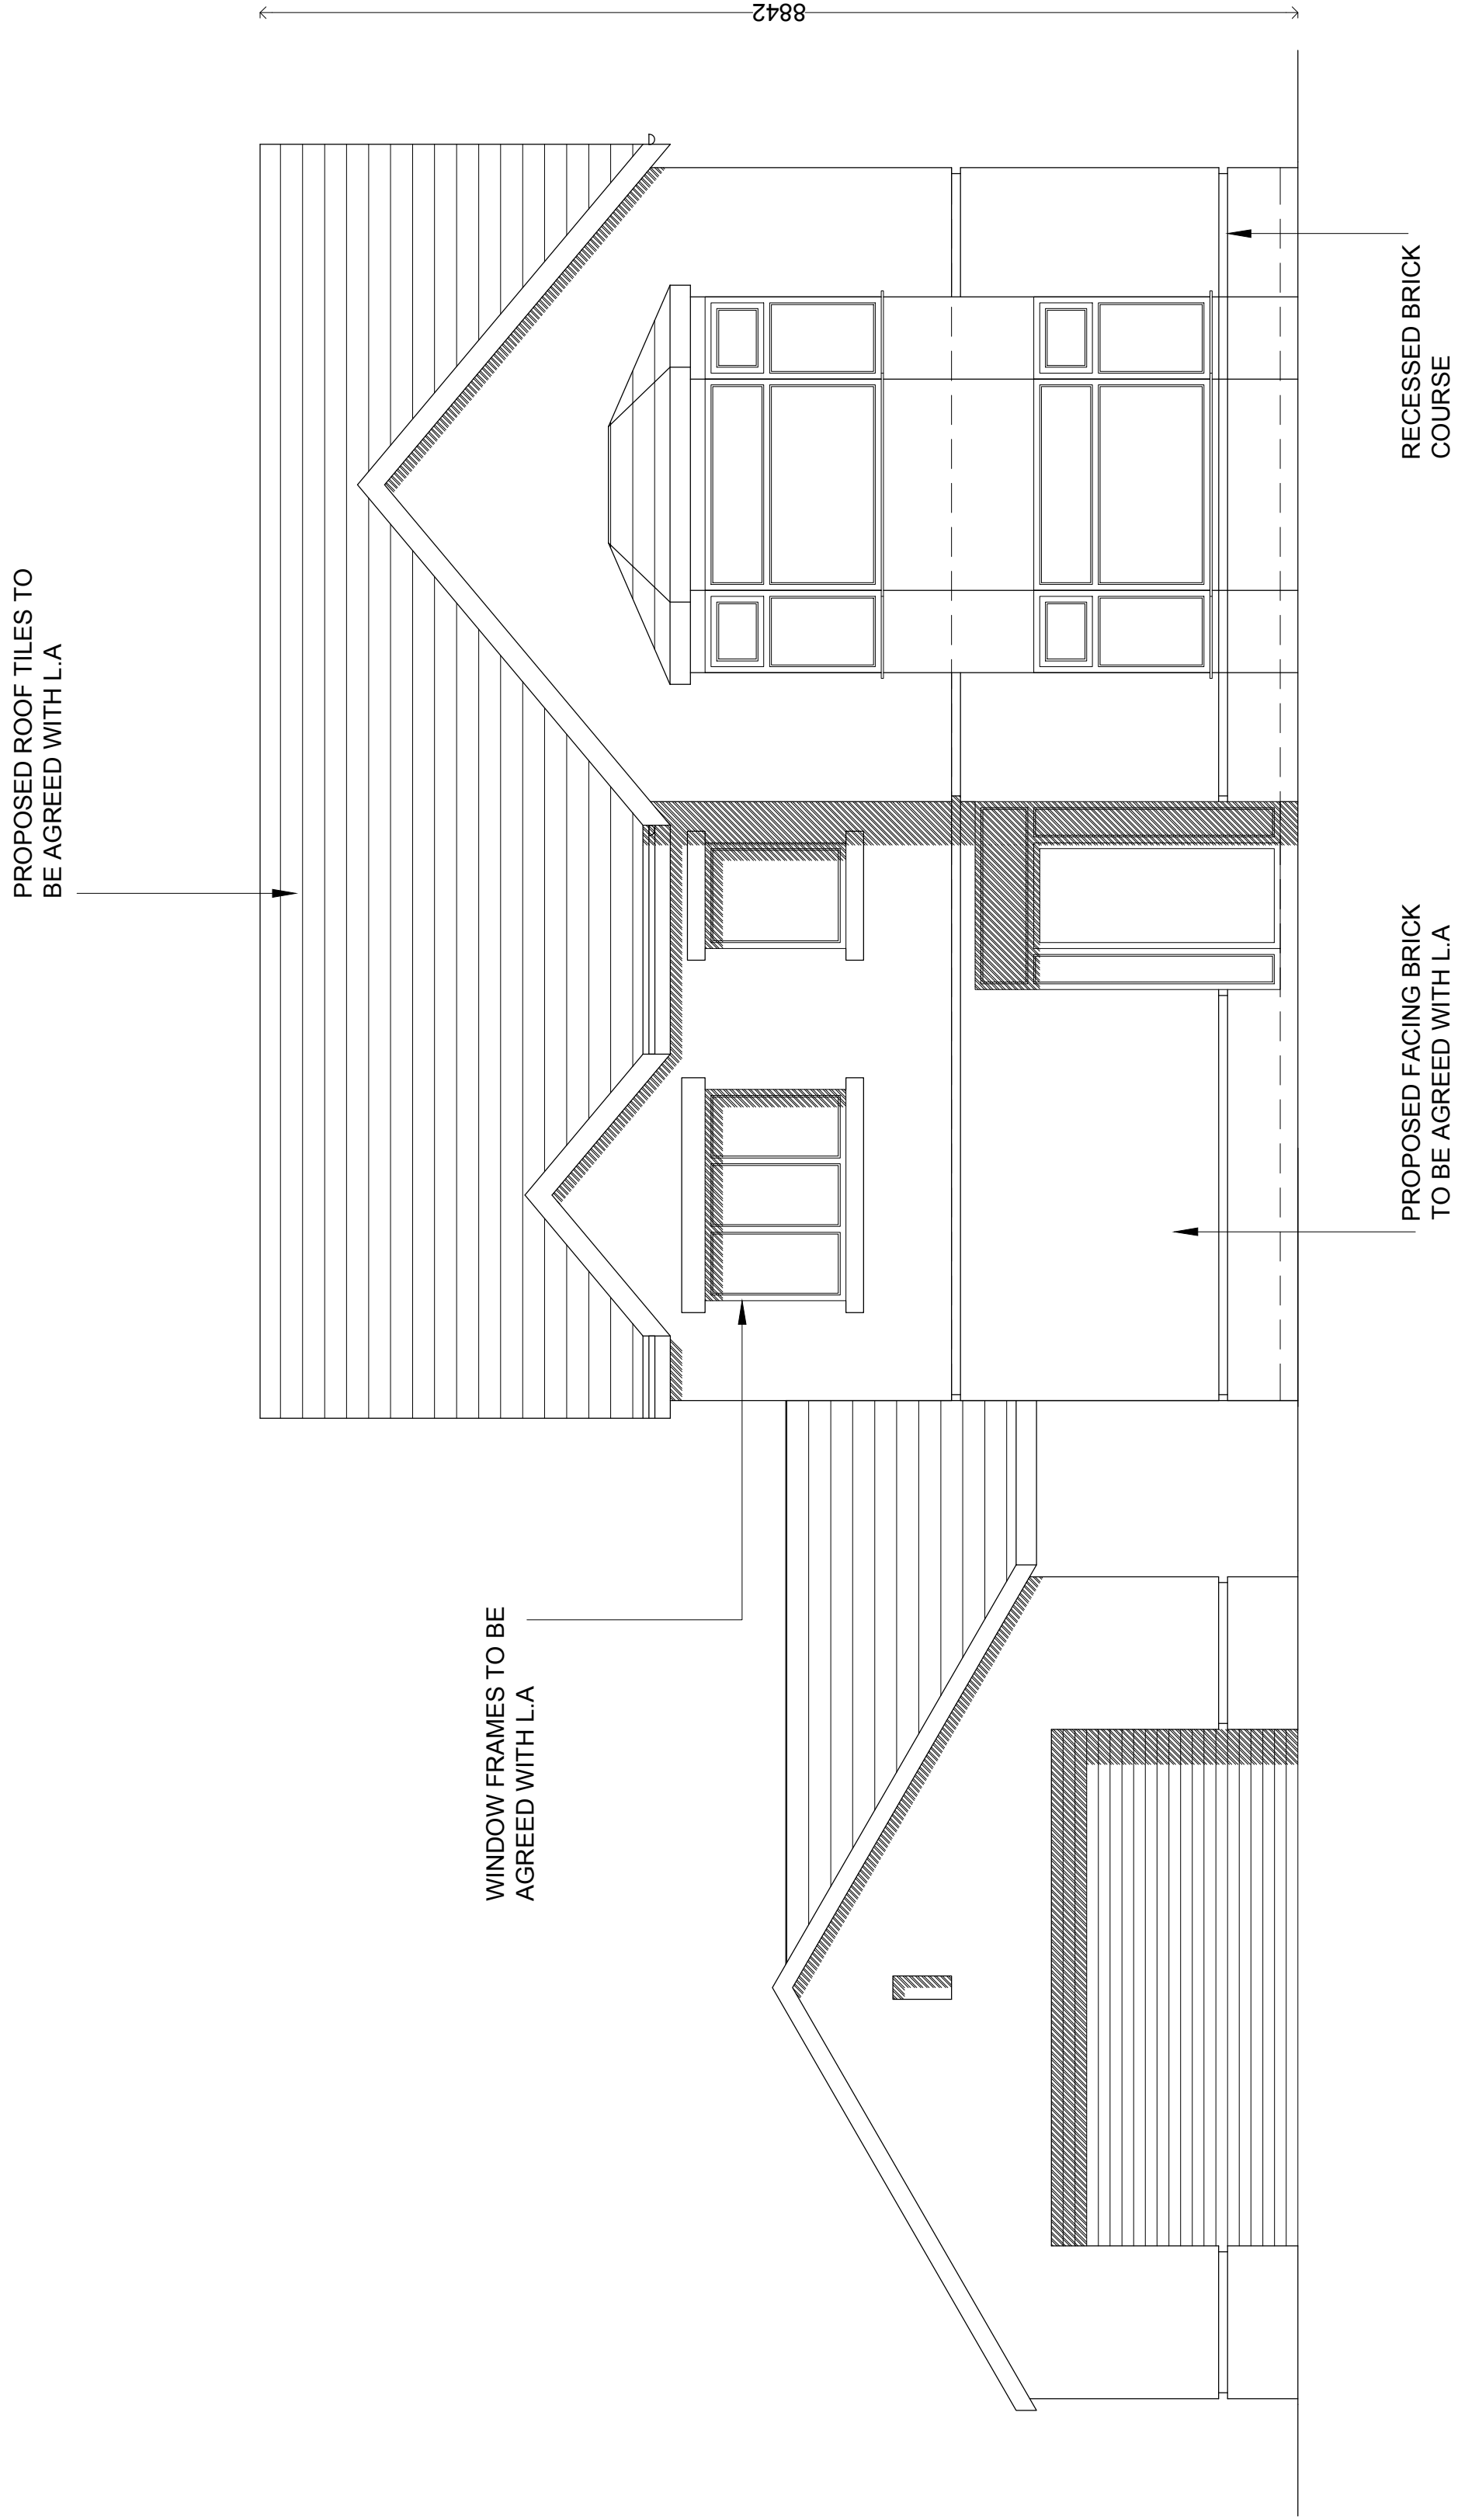 8842
PROPOSED ROOF TILES TO
BE AGREED WITH L.A
WINDOW FRAMES TO BE
AGREED WITH L.A
RECESSED BRICK
COURSE
PROPOSED FACING BRICK
TO BE AGREED WITH L.A